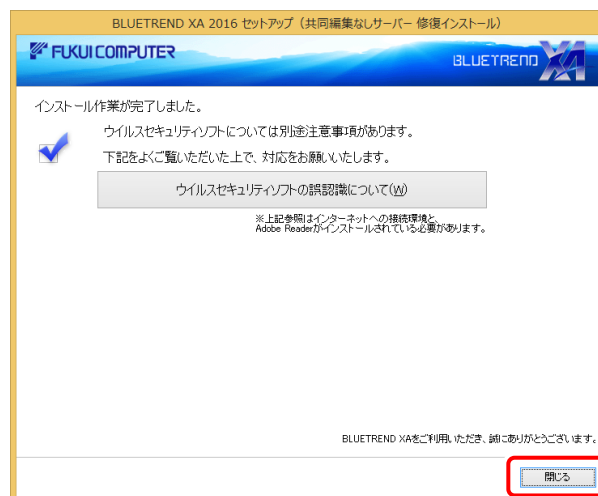 BLUETREND XA 2016 セットアップ（共同編集なしサーバー 修復インストール）
FUKUI COMPUTER
BLUETREND XA
インストール作業が完了しました。
ウイルスセキュリティソフトについては別途注意事項があります。
下記をよくご覧いただいた上で、対応をお願いいたします。
ウイルスセキュリティソフトの誤認識について(W)
※上記参照はインターネットへの接続環境と、
Adobe Readerがインストールされている必要があります。
BLUETREND XAをご利用いただき、誠にありがとうございます。
閉じる